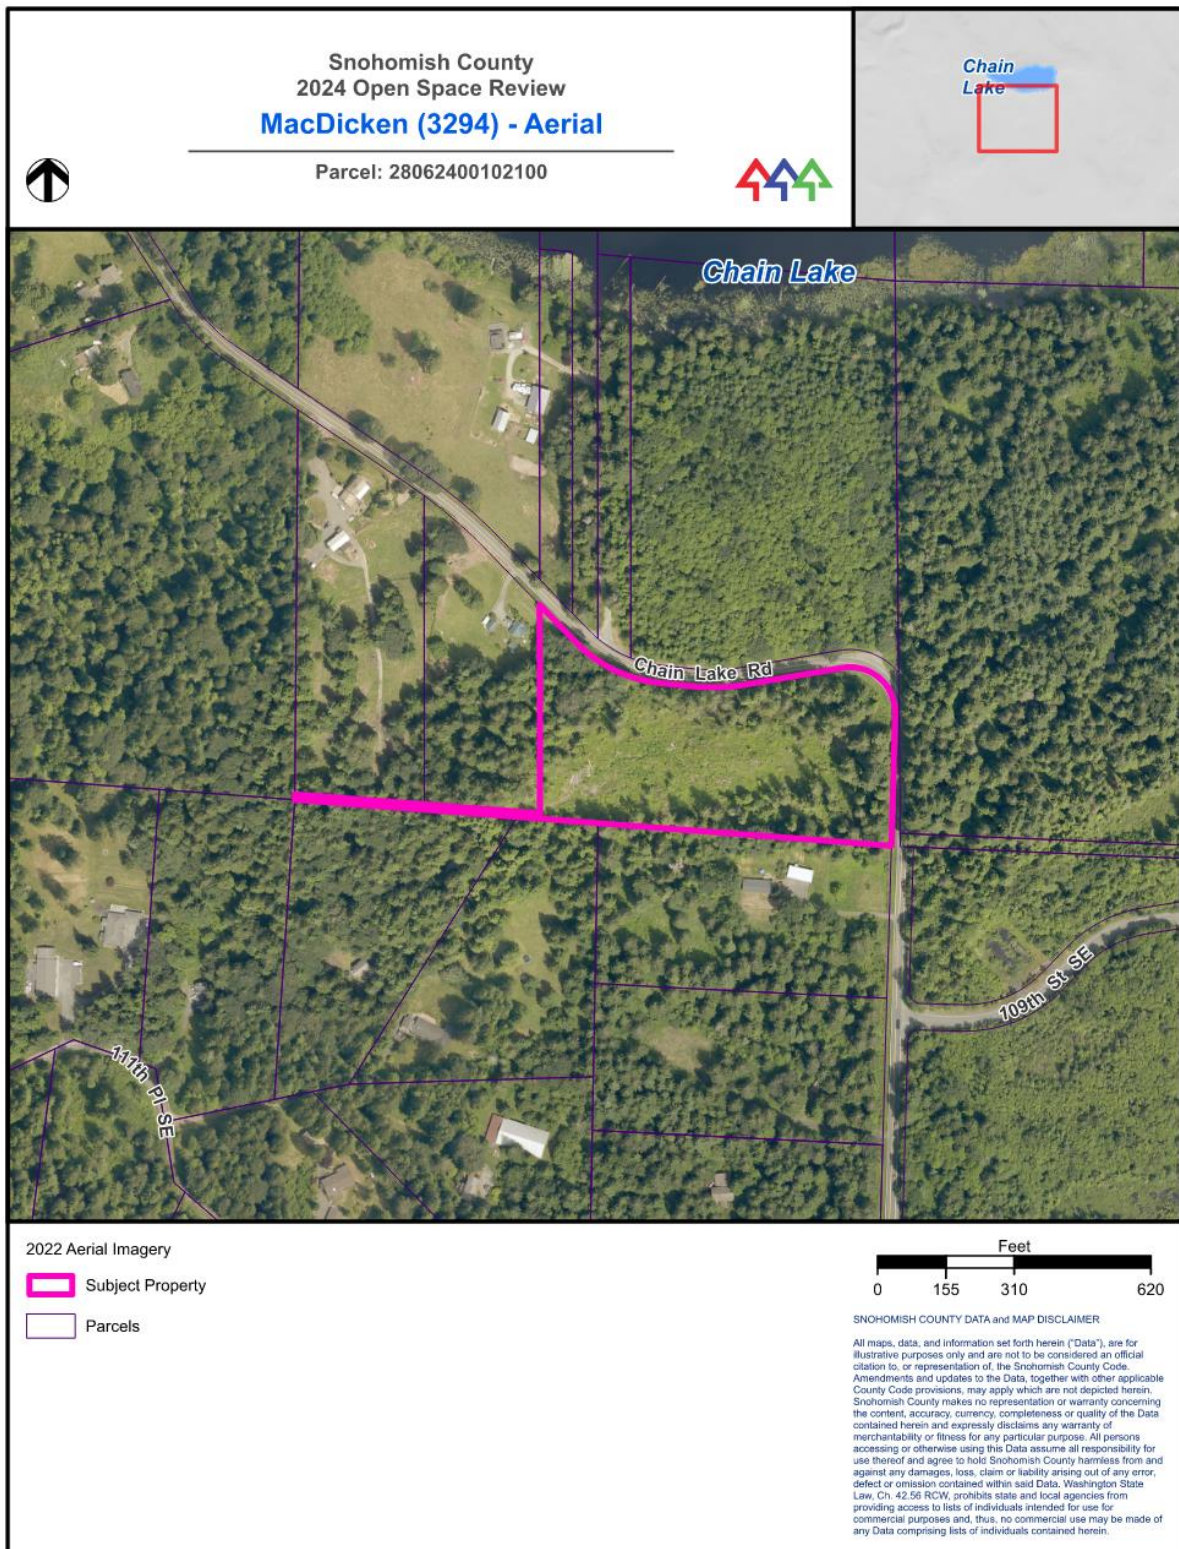 Snohomish County
2024 Open Space Review
MacDicken (3294) - Aerial
Parcel: 28062400102100
Chain
Lake
Chain Lake
Chain Lake Rd
109th St SE
111th Pl SE
2022 Aerial Imagery
Subject Property
Parcels
Feet
0 155 310 620
SNOHOMISH COUNTY DATA and MAP DISCLAIMER
All maps, data, and information set forth herein ("Data"), are for
illustrative purposes only and are not to be considered an official
citation to, or representation of, the Snohomish County Code.
Amendments and updates to the Data, together with other applicable
County Code provisions, may apply which are not depicted herein.
Snohomish County makes no representation or warranty concerning
the content, accuracy, currency, completeness or quality of the Data
contained herein and expressly disclaims any warranty of
merchantability or fitness for any particular purpose. All persons
accessing or otherwise using this Data assume all responsibility for
use thereof and agree to hold Snohomish County harmless from and
against any damages, loss, claim or liability arising out of any error,
defect or omission contained within said Data. Washington State
Law, Ch. 42.56 RCW, prohibits state and local agencies from
providing access to lists of individuals intended for use for
commercial purposes and, thus, no commercial use may be made of
any Data comprising lists of individuals contained herein.